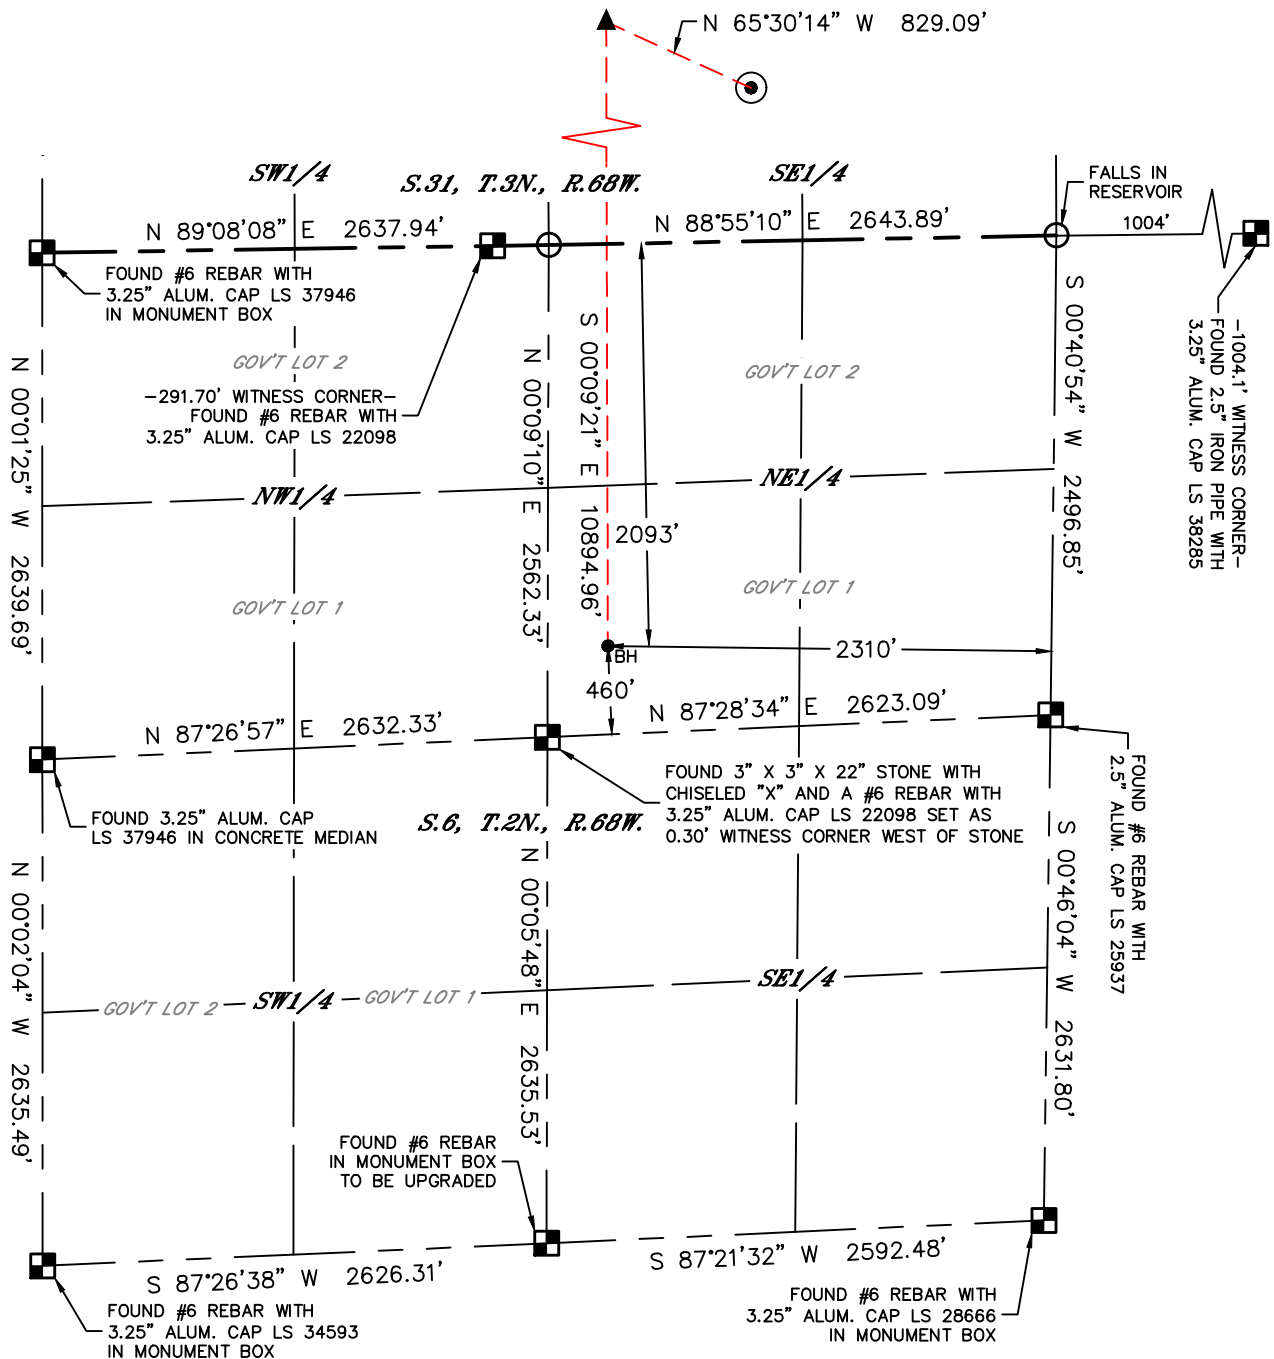 N 65°30'14" W 829.09'
SW1/4
S.31, T.3N., R.68W.
SE1/4
FALLS IN
RESERVOIR
1004'
N 89°08'08" E 2637.94'
N 88°55'10" E 2643.89'
FOUND #6 REBAR WITH
3.25" ALUM. CAP LS 37946
IN MONUMENT BOX
-1004.1' WITNESS CORNER-
FOUND 2.5" IRON PIPE WITH
3.25" ALUM. CAP LS 38285
GOV'T LOT 2
GOV'T LOT 2
-291.70' WITNESS CORNER-
FOUND #6 REBAR WITH
3.25" ALUM. CAP LS 22098
N 00°01'25" W 2639.69'
N 00°09'10" E 2562.33'
S 00°09'21" E 10894.96'
S 00°40'54" W 2496.85'
NW1/4
NE1/4
2093'
GOV'T LOT 1
GOV'T LOT 1
BH
2310'
460'
N 87°26'57" E 2632.33'
N 87°28'34" E 2623.09'
FOUND 3.25" ALUM. CAP
LS 37946 IN CONCRETE MEDIAN
S.6, T.2N., R.68W.
FOUND 3" X 3" X 22" STONE WITH
CHISELED "X" AND A #6 REBAR WITH
3.25" ALUM. CAP LS 22098 SET AS
0.30' WITNESS CORNER WEST OF STONE
FOUND #6 REBAR WITH
2.5" ALUM. CAP LS 25937
N 00°02'04" W 2635.49'
N 00°05'48" E 2635.53'
S 00°46'04" W 2631.80'
GOV'T LOT 2
SW1/4
GOV'T LOT 1
SE1/4
FOUND #6 REBAR
IN MONUMENT BOX
TO BE UPGRADED
S 87°26'38" W 2626.31'
S 87°21'32" W 2592.48'
FOUND #6 REBAR WITH
3.25" ALUM. CAP LS 34593
IN MONUMENT BOX
FOUND #6 REBAR WITH
3.25" ALUM. CAP LS 28666
IN MONUMENT BOX